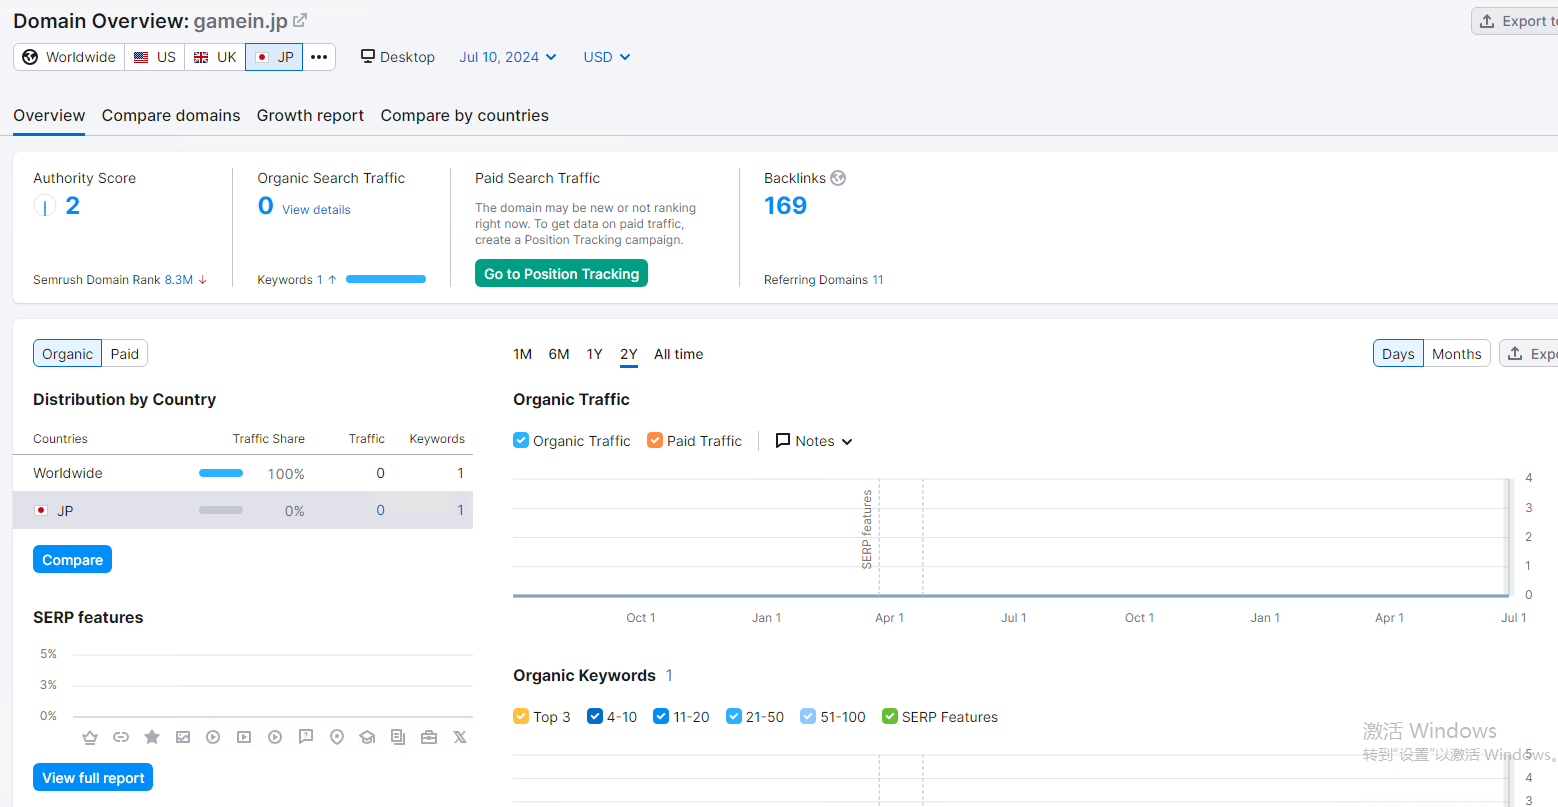 Domain Overview: gamein.jp
Export to
Worldwide US UK JP ••• Desktop Jul 10, 2024 USD
Overview Compare domains Growth report Compare by countries
Authority Score
2
Semrush Domain Rank 8.3M ↓
Organic Search Traffic
0 View details
Keywords 1 ↑
Paid Search Traffic
The domain may be new or not ranking
right now. To get data on paid traffic,
create a Position Tracking campaign.
Go to Position Tracking
Backlinks
169
Referring Domains 11
Organic Paid
Distribution by Country
Countries Traffic Share Traffic Keywords
Worldwide 100% 0 1
JP 0% 0 1
Compare
SERP features
5%
3%
0%
View full report
1M 6M 1Y 2Y All time
Days Months
Organic Traffic
Organic Traffic Paid Traffic Notes
SERP features
4
3
2
1
0
Oct 1 Jan 1 Apr 1 Jul 1 Oct 1 Jan 1 Apr 1 Jul 1
Organic Keywords 1
Top 3 4-10 11-20 21-50 51-100 SERP Features
5
4
3
激活 Windows
转到"设置"以激活 Windows。